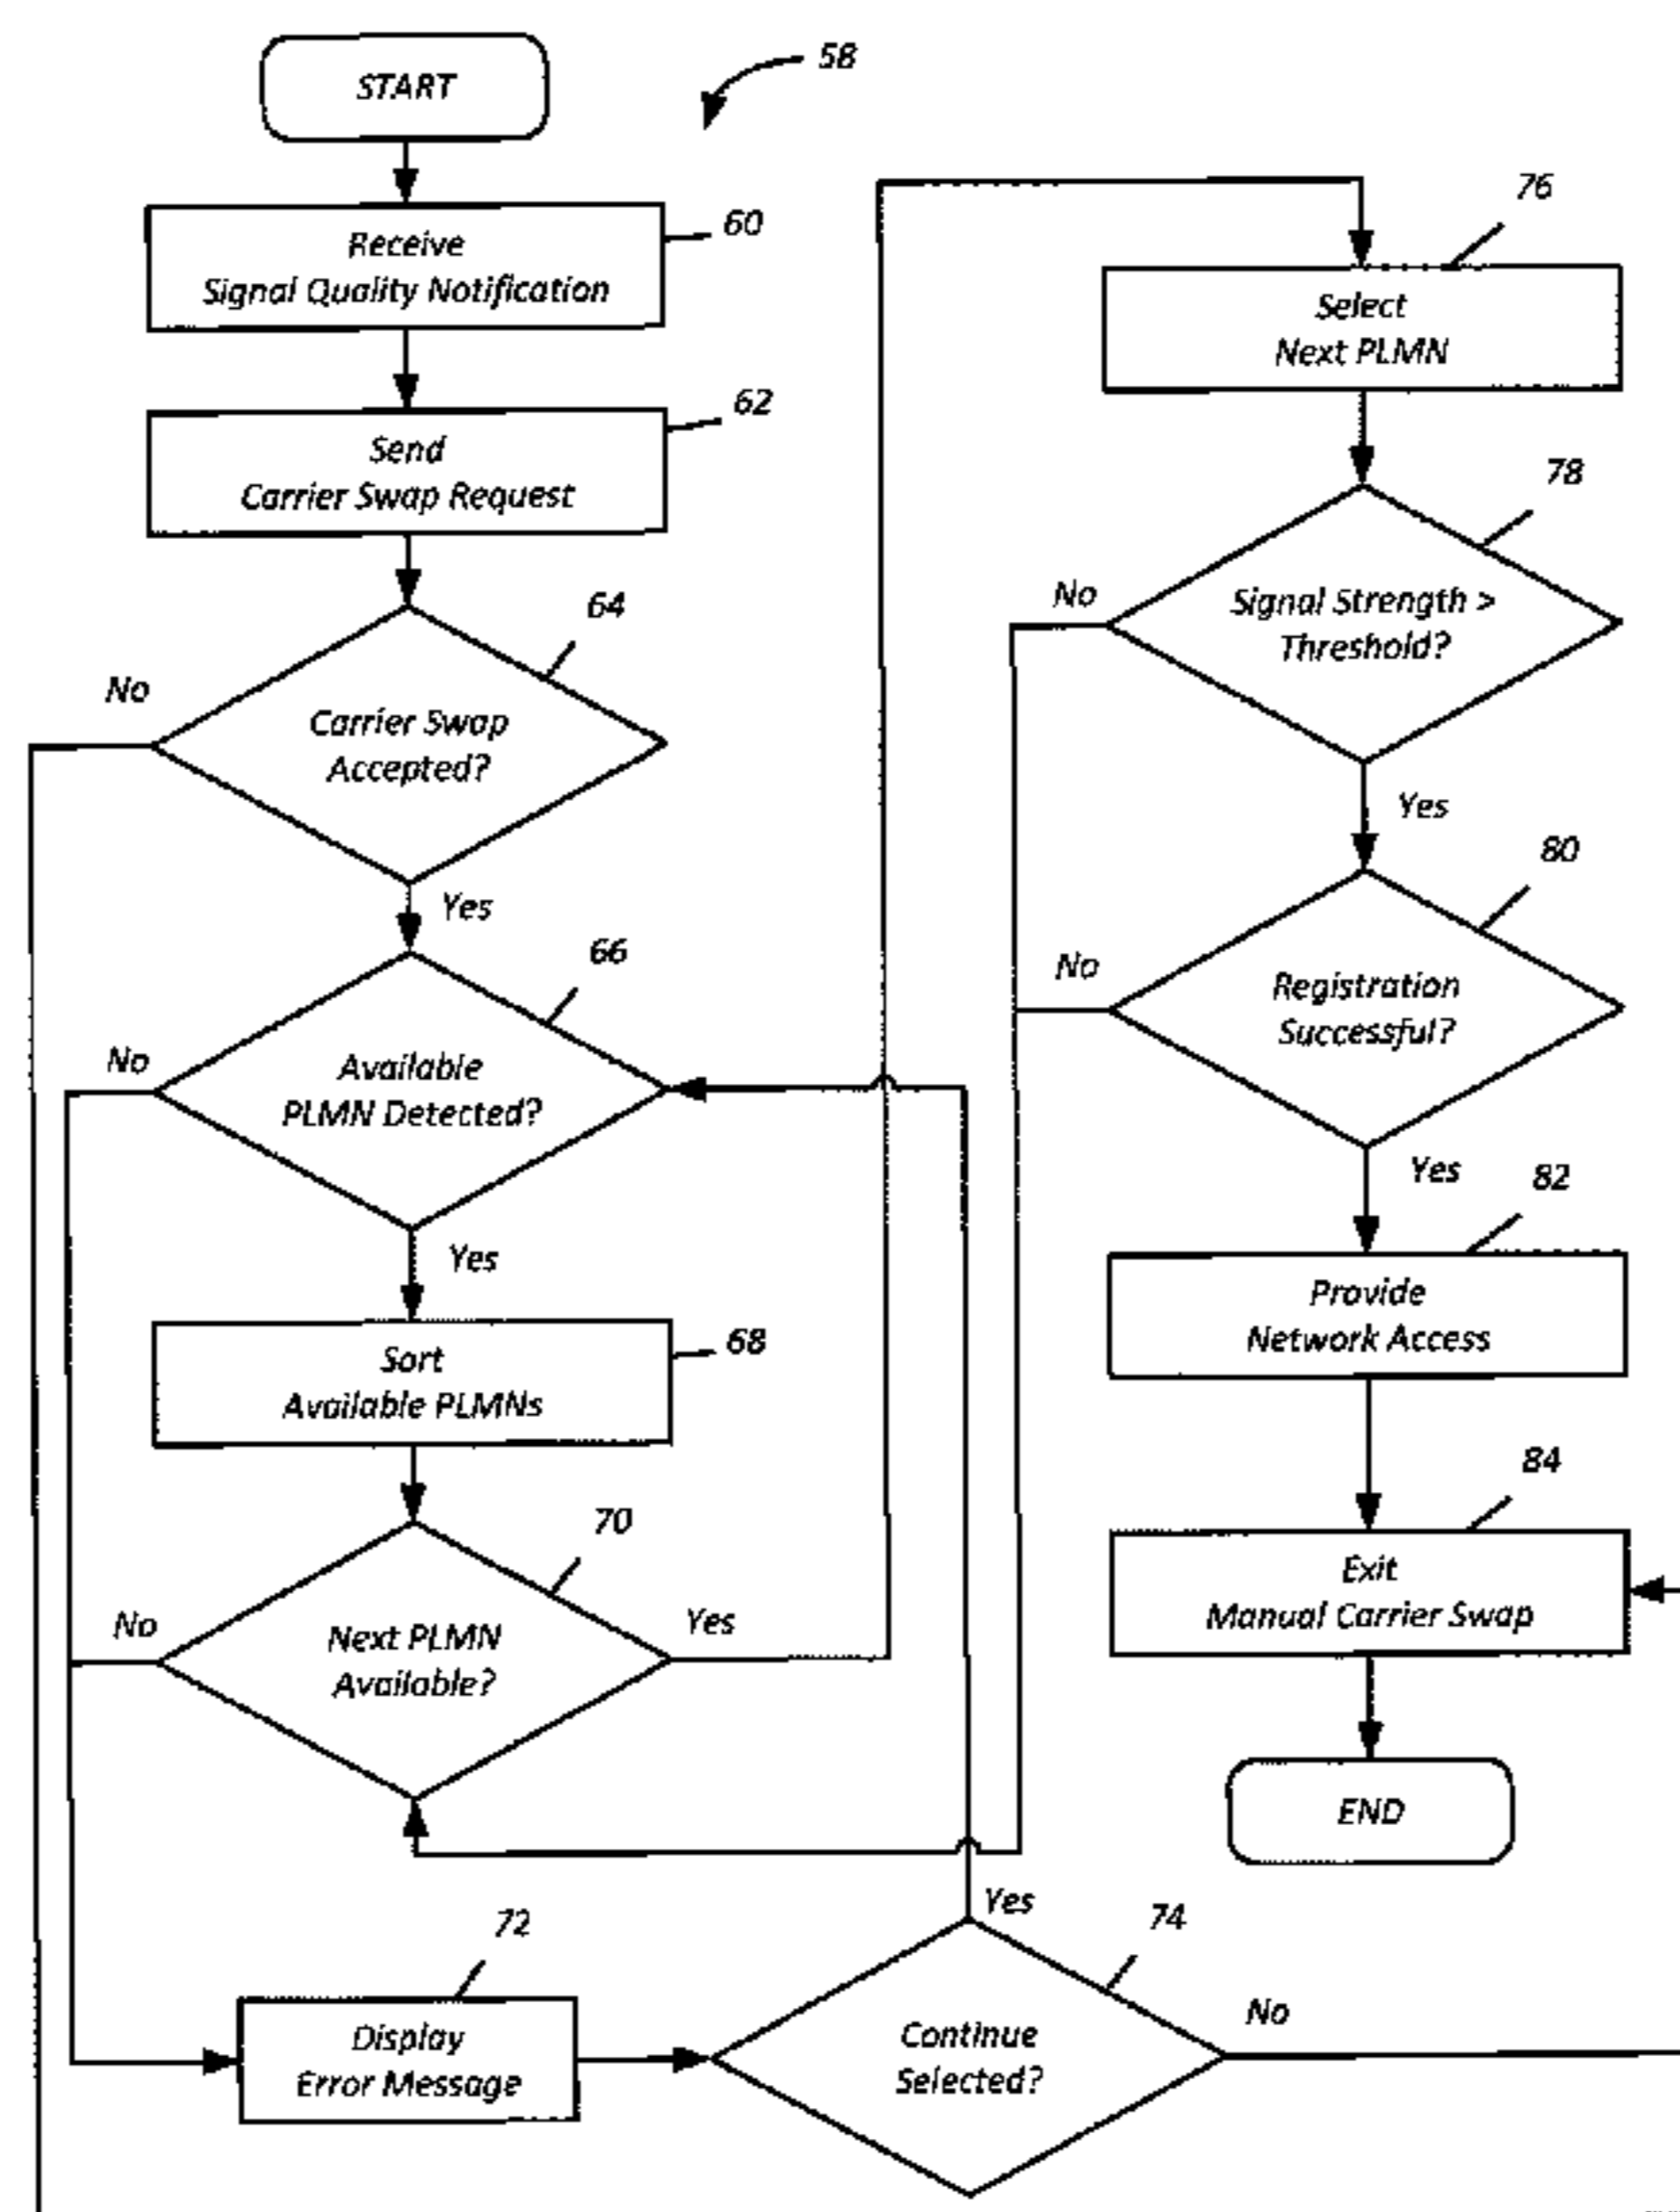 START
58
60
Receive
Signal Quality Notification
62
Send
Carrier Swap Request
64
No
Carrier Swap
Accepted?
Yes
66
No
Available
PLMN Detected?
Yes
68
Sort
Available PLMNs
70
No
Next PLMN
Available?
Yes
72
Display
Error Message
Yes
74
Continue
Selected?
No
76
Select
Next PLMN
78
No
Signal Strength >
Threshold?
Yes
80
No
Registration
Successful?
Yes
82
Provide
Network Access
84
Exit
Manual Carrier Swap
END